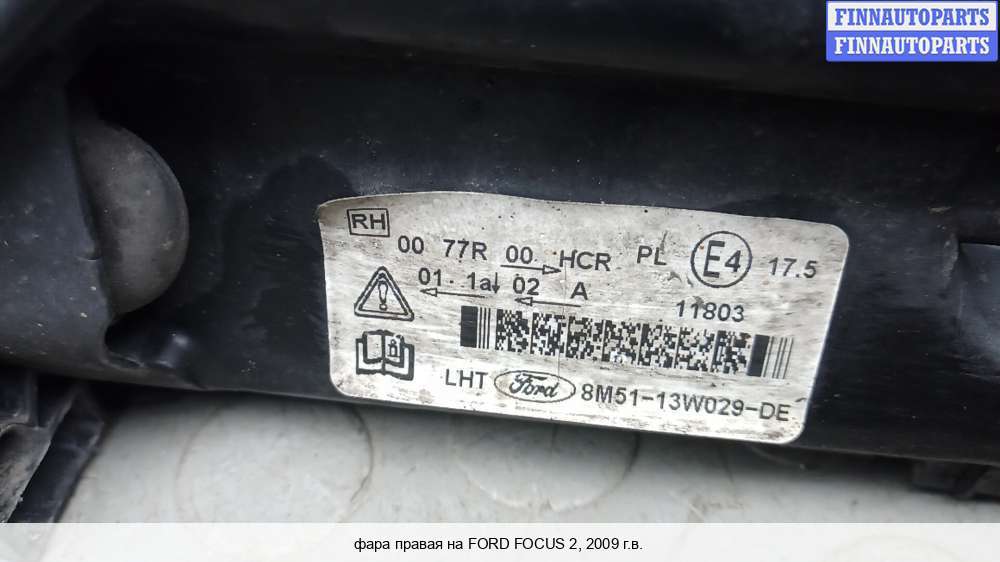 FINNAUTOPARTS
FINNAUTOPARTS
RH
00 77R 00 HCR PL E4 17.5
01 1a 02 A 11803
LHT Ford 8M51-13W029-DE
фара правая на FORD FOCUS 2, 2009 г.в.